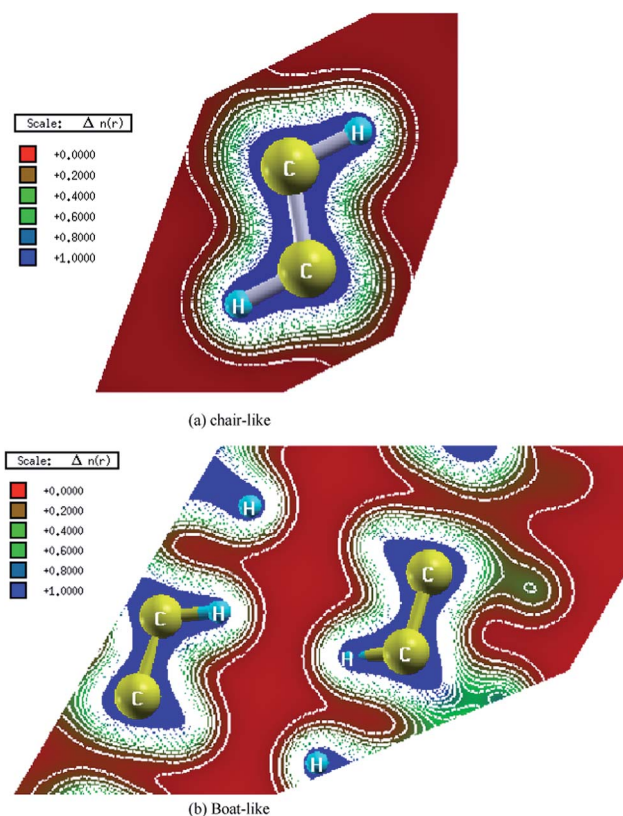 Scale: Δ n(r)
+0.0000
+0.2000
+0.4000
+0.6000
+0.8000
+1.0000
H
C
C
H
(a) chair-like
Scale: Δ n(r)
+0.0000
+0.2000
+0.4000
+0.6000
+0.8000
+1.0000
H
C
C
H
C
H
C
C
H
(b) Boat-like